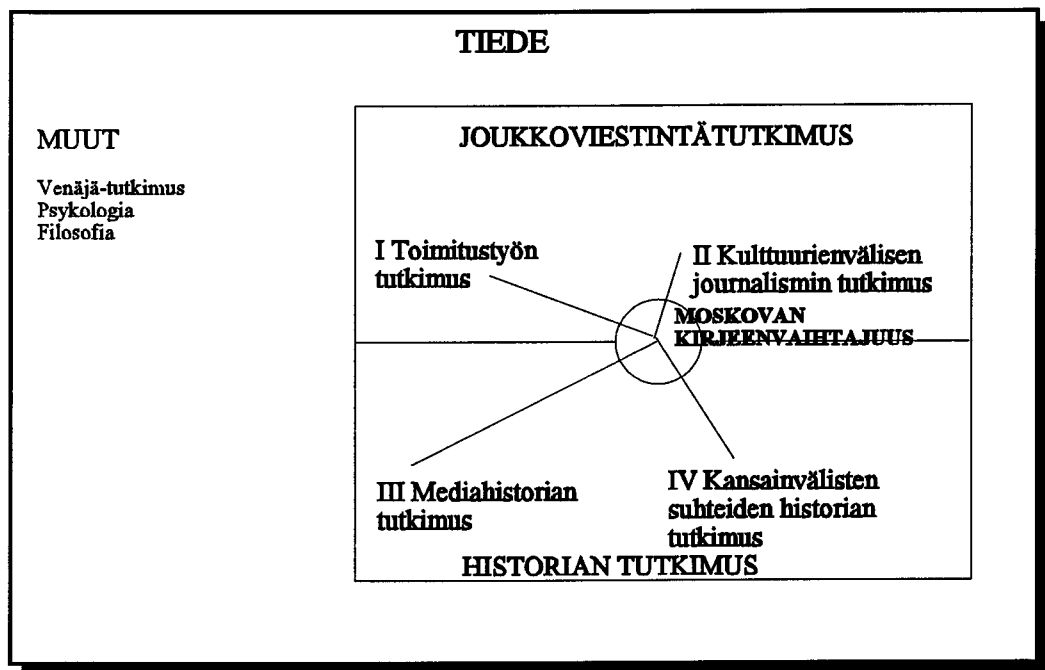 TIEDE
MUUT
Venäjä-tutkimus
Psykologia
Filosofia
JOUKKOVIESTINTÄTUTKIMUS
I Toimitustyön
tutkimus
II Kulttuurienvälisen
journalismin tutkimus
MOSKOVAN
KIRJEENVAIHTAJUUS
III Mediahistorian
tutkimus
IV Kansainvälisten
suhteiden historian
tutkimus
HISTORIAN TUTKIMUS